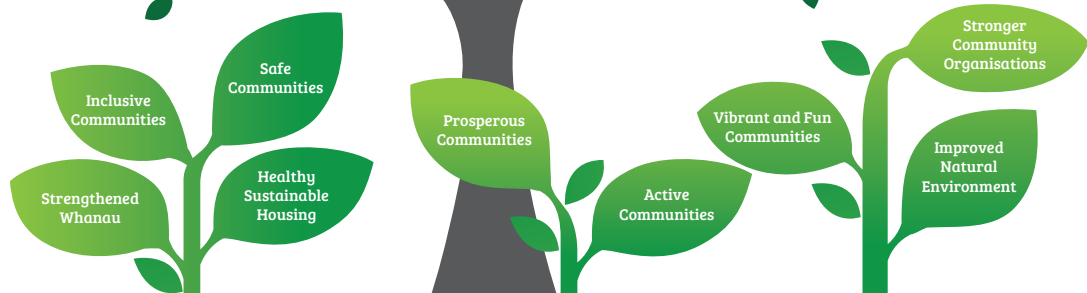 Safe
Communities
Inclusive
Communities
Strengthened
Whanau
Healthy
Sustainable
Housing
Prosperous
Communities
Active
Communities
Stronger
Community
Organisations
Vibrant and Fun
Communities
Improved
Natural
Environment